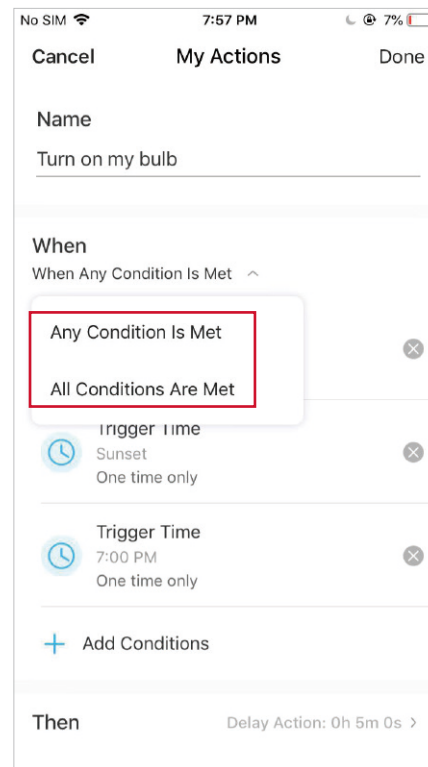 No SIM 7:57 PM 7%
Cancel My Actions Done
Name
Turn on my bulb
When
When Any Condition Is Met
Any Condition Is Met
All Conditions Are Met
Trigger Time
Sunset
One time only
Trigger Time
7:00 PM
One time only
+ Add Conditions
Then Delay Action: 0h 5m 0s >